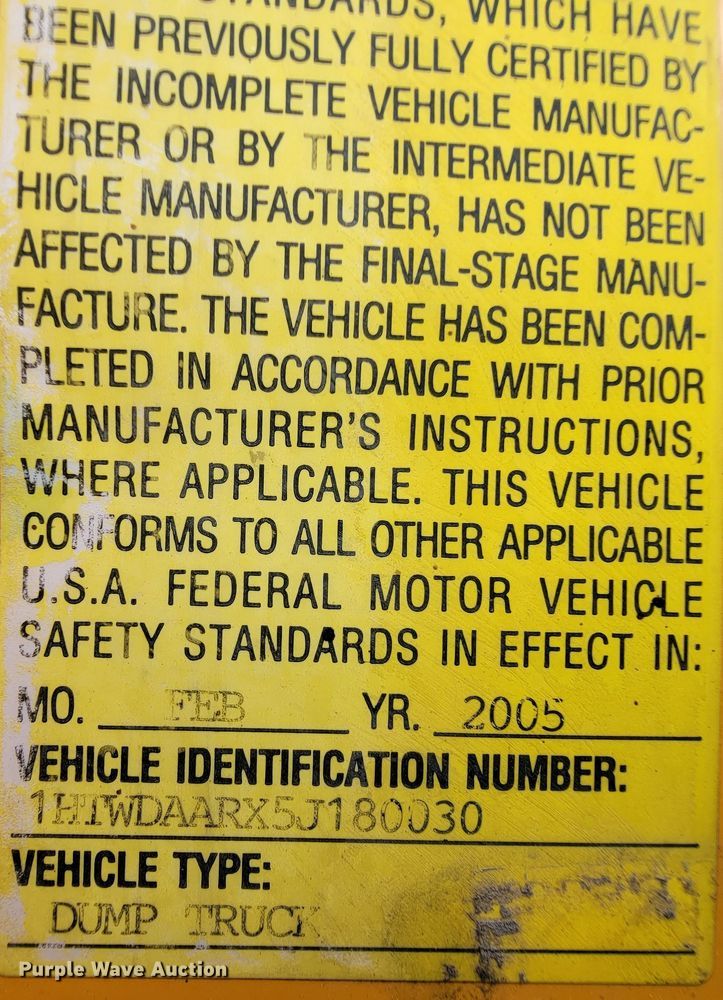 STANDARDS, WHICH HAVE
BEEN PREVIOUSLY FULLY CERTIFIED BY
THE INCOMPLETE VEHICLE MANUFAC-
TURER OR BY THE INTERMEDIATE VE-
HICLE MANUFACTURER, HAS NOT BEEN
AFFECTED BY THE FINAL-STAGE MANU-
FACTURE. THE VEHICLE HAS BEEN COM-
PLETED IN ACCORDANCE WITH PRIOR
MANUFACTURER'S INSTRUCTIONS,
WHERE APPLICABLE. THIS VEHICLE
CONFORMS TO ALL OTHER APPLICABLE
U.S.A. FEDERAL MOTOR VEHICLE
SAFETY STANDARDS IN EFFECT IN:
MO. FEB YR. 2005
VEHICLE IDENTIFICATION NUMBER:
1HTWDAARX5J180030
VEHICLE TYPE:
DUMP TRUCK
Purple Wave Auction